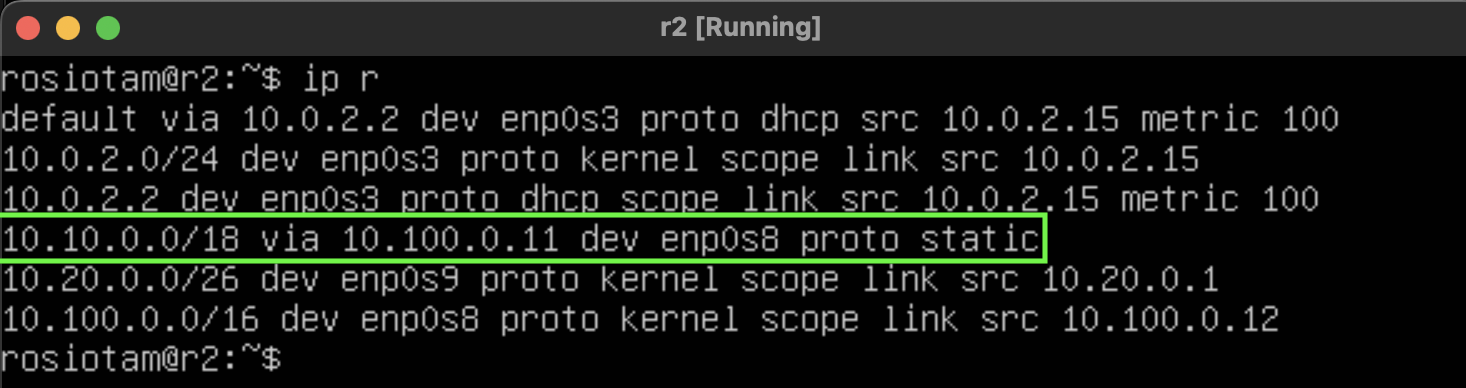 r2 [Running]
rosiotam@r2:~$ ip r
default via 10.0.2.2 dev enp0s3 proto dhcp src 10.0.2.15 metric 100
10.0.2.0/24 dev enp0s3 proto kernel scope link src 10.0.2.15
10.0.2.2 dev enp0s3 proto dhcp scope link src 10.0.2.15 metric 100
10.10.0.0/18 via 10.100.0.11 dev enp0s8 proto static
10.20.0.0/26 dev enp0s9 proto kernel scope link src 10.20.0.1
10.100.0.0/16 dev enp0s8 proto kernel scope link src 10.100.0.12
rosiotam@r2:~$